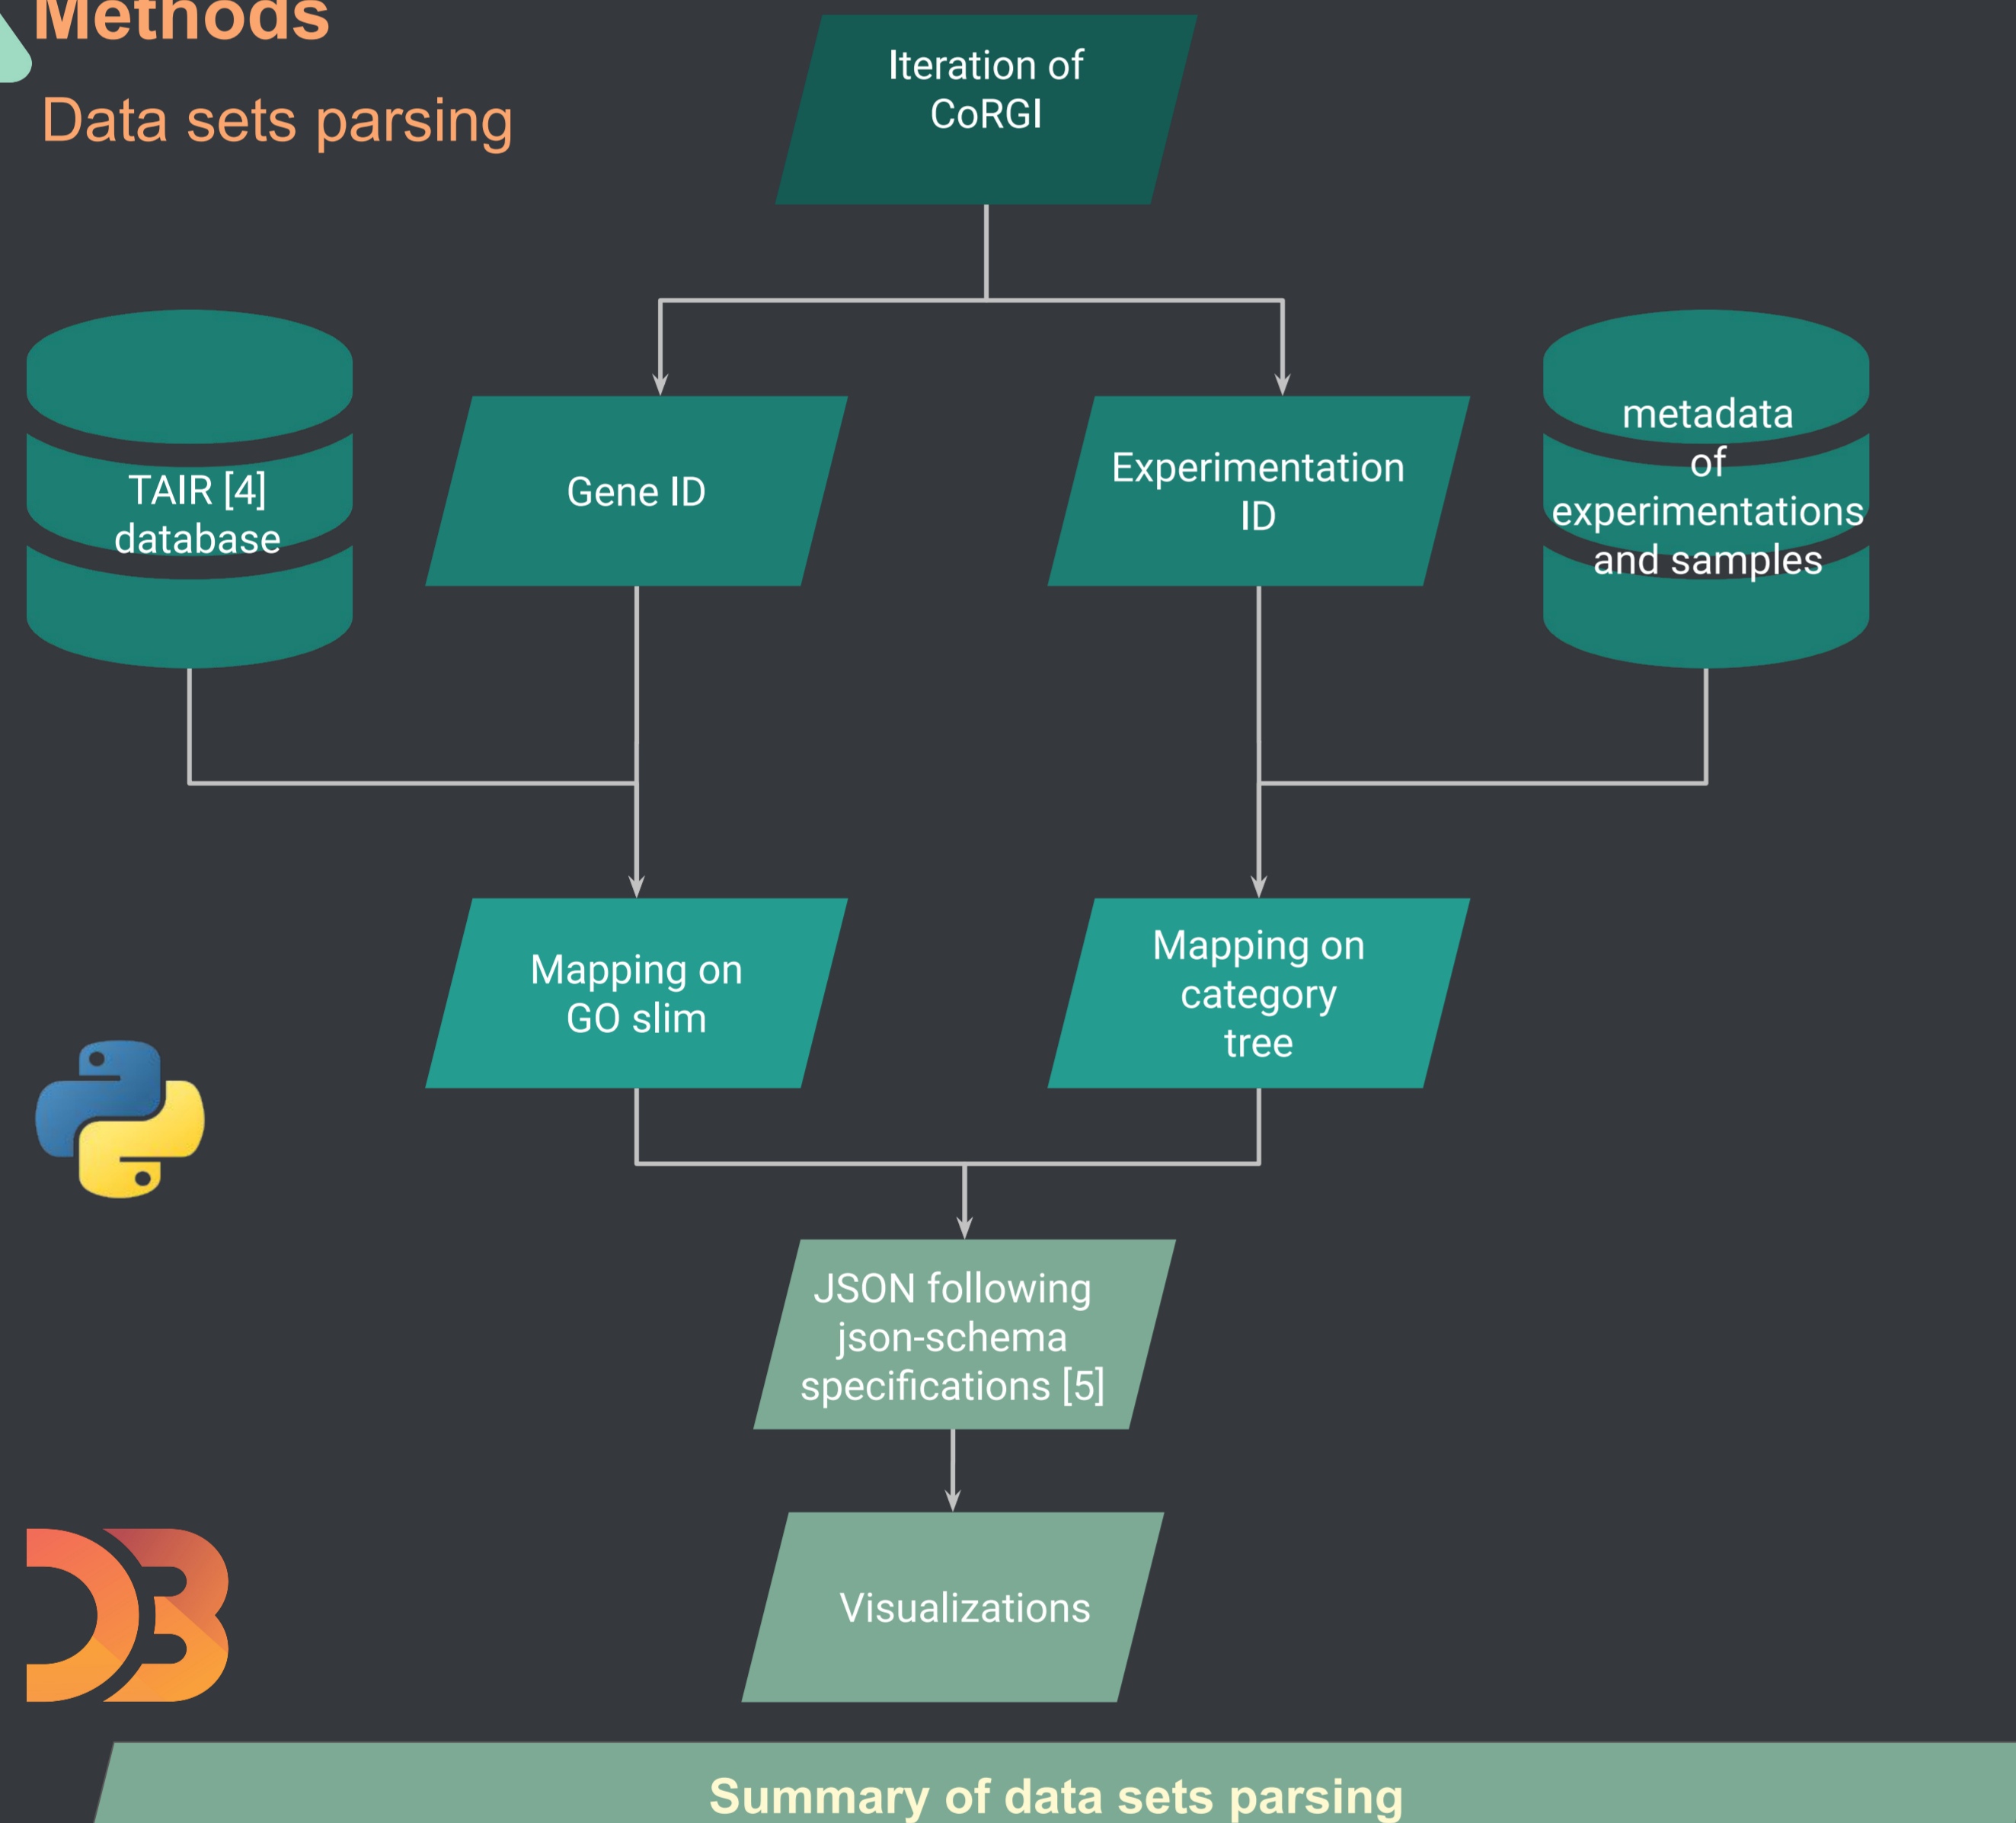 Methods
Data sets parsing
Iteration of
CoRGI
TAIR [4]
database
Gene ID
Experimentation
ID
metadata
of
experimentations
and samples
Mapping on
GO slim
Mapping on
category
tree
JSON following
json-schema
specifications [5]
Visualizations
Summary of data sets parsing